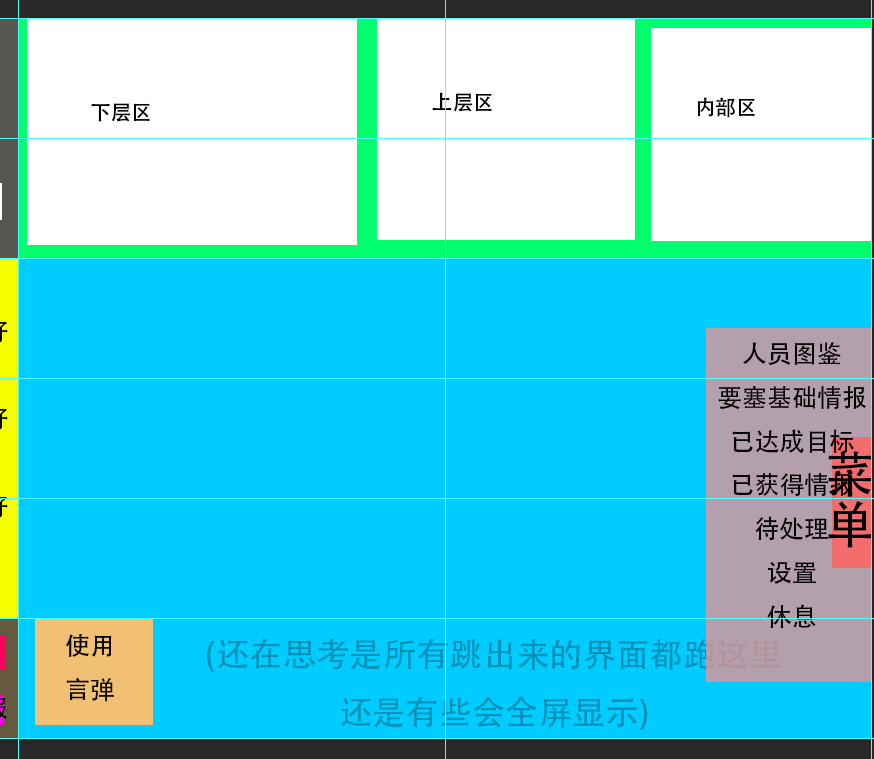 下层区
上层区
内部区
人员图鉴
要塞基础情报
已达成目标
已获得情报
待处理
设置
休息
菜单
使用
言弹
(还在思考是所有跳出来的界面都跑这里
还是有些会全屏显示)